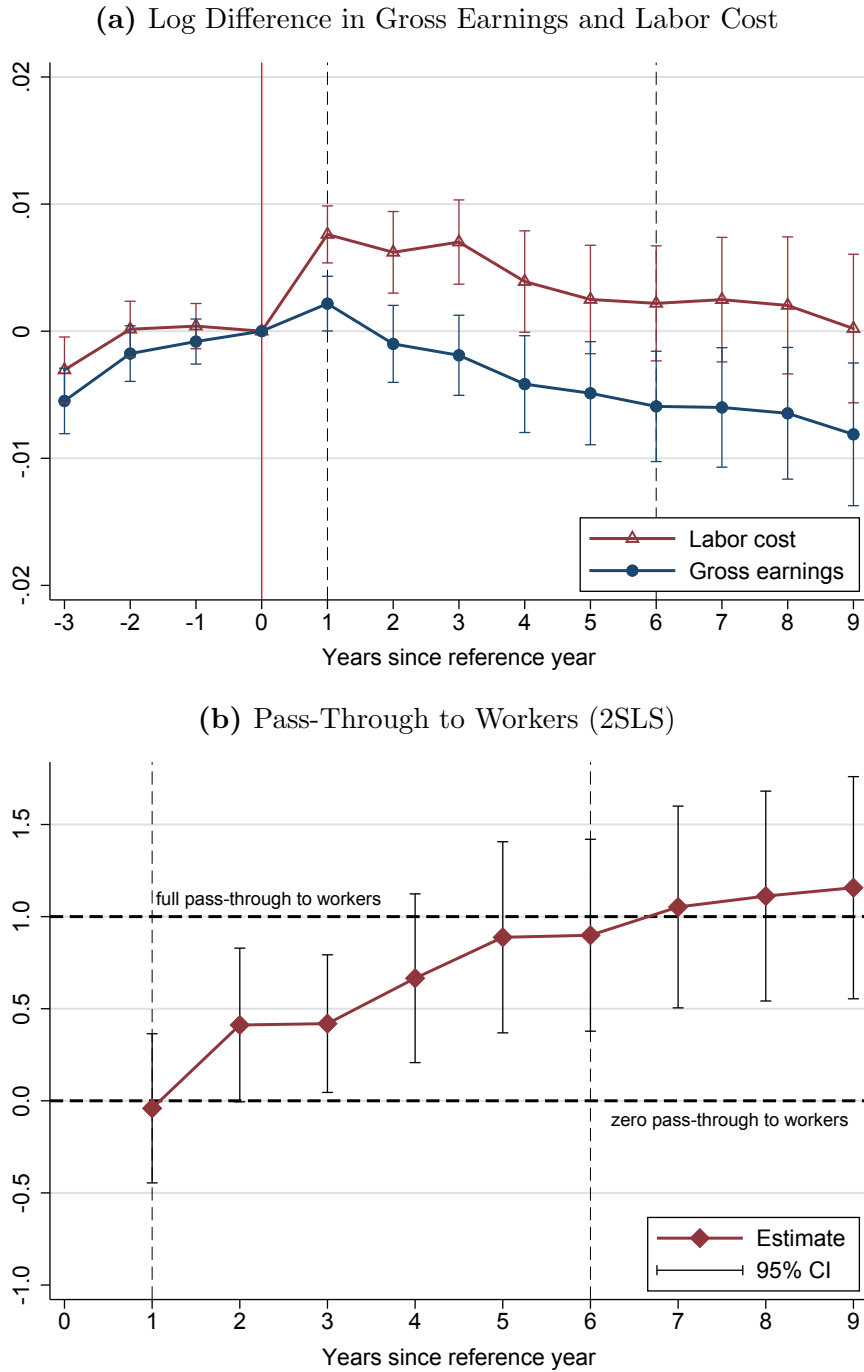 (a) Log Difference in Gross Earnings and Labor Cost
.02
.01
0
-.01
-.02
Labor cost
Gross earnings
-3 -2 -1 0 1 2 3 4 5 6 7 8 9
Years since reference year
(b) Pass-Through to Workers (2SLS)
1.5
full pass-through to workers
1.0
0.5
0.0
zero pass-through to workers
-0.5
Estimate
95% CI
-1.0
0 1 2 3 4 5 6 7 8 9
Years since reference year